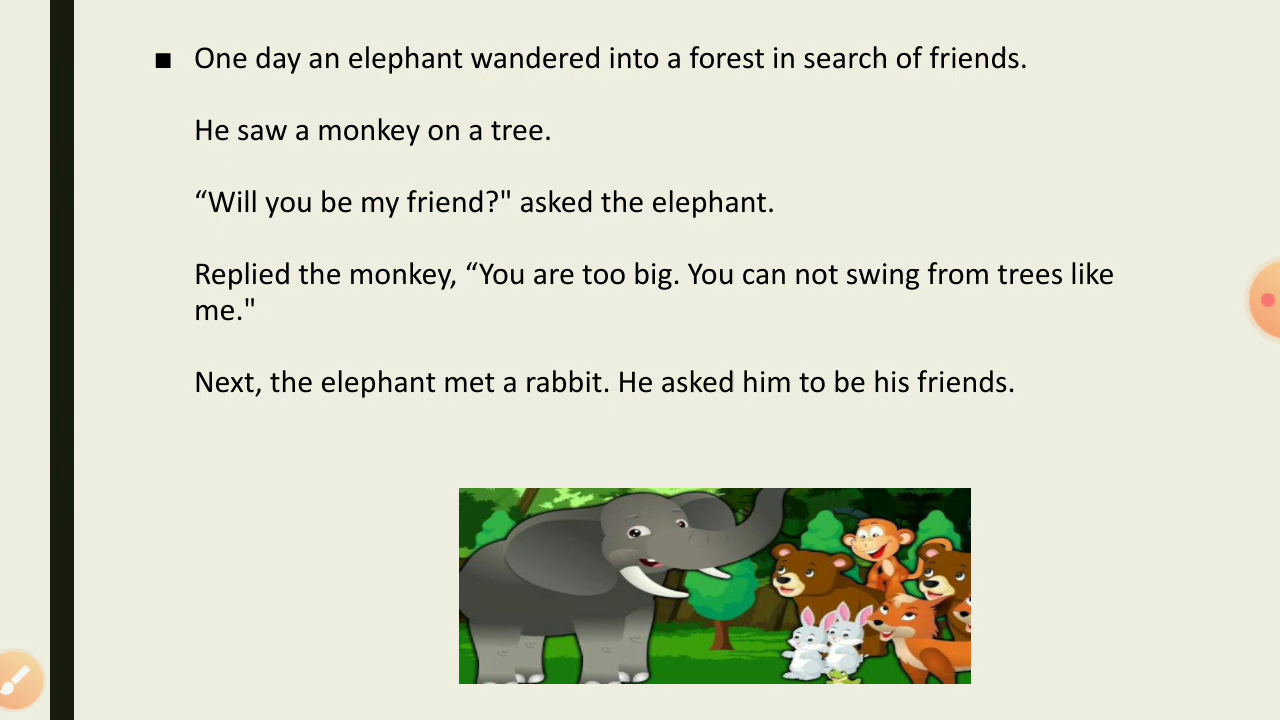 One day an elephant wandered into a forest in search of friends.
He saw a monkey on a tree.
“Will you be my friend?" asked the elephant.
Replied the monkey, “You are too big. You can not swing from trees like
me."
Next, the elephant met a rabbit. He asked him to be his friends.